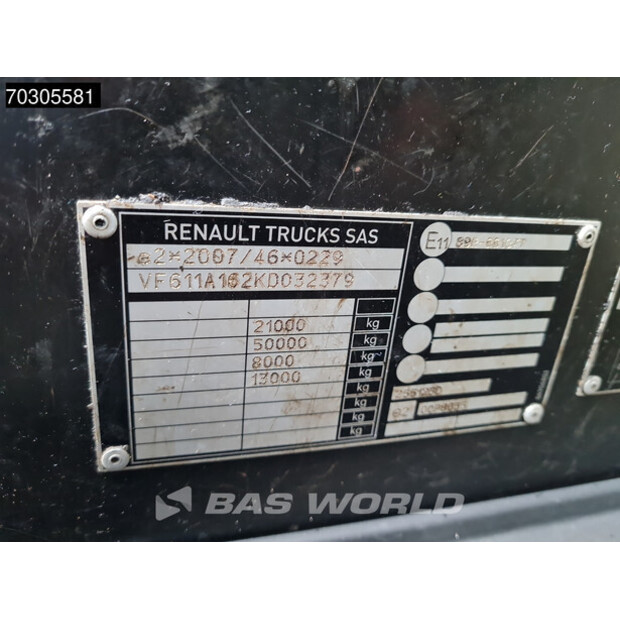 70305581
RENAULT TRUCKS SAS
e2*2007/46*0229
VF611A162KD032379
21000 kg
50000 kg
8000 kg
13000 kg
kg
kg
kg
E11
BAS WORLD